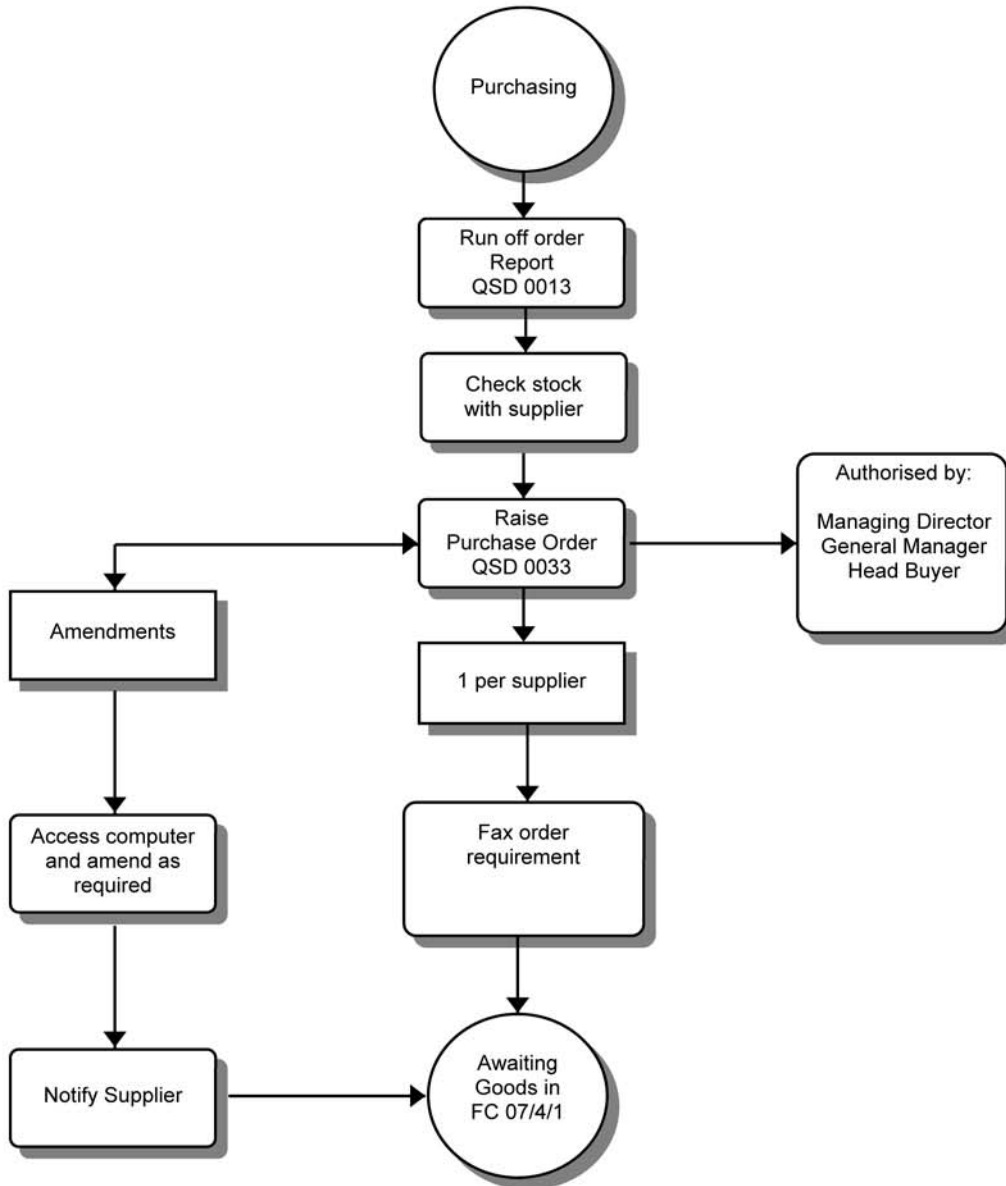 Purchasing
Run off order
Report
QSD 0013
Check stock
with supplier
Raise
Purchase Order
QSD 0033
Authorised by:
Managing Director
General Manager
Head Buyer
Amendments
1 per supplier
Access computer
and amend as
required
Fax order
requirement
Notify Supplier
Awaiting
Goods in
FC 07/4/1